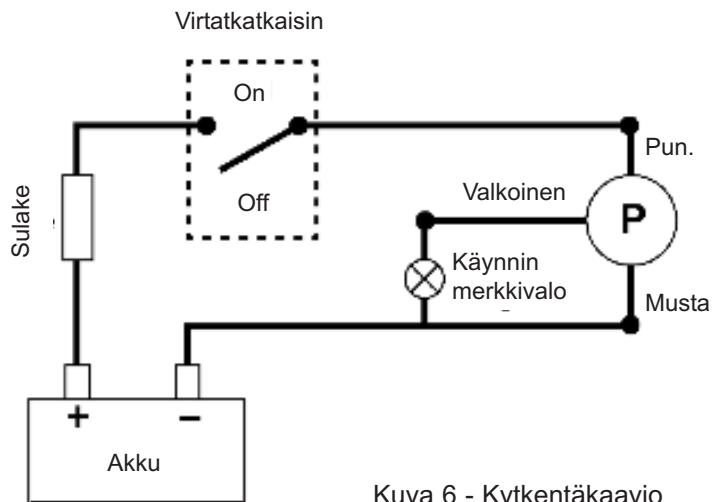 Virtatkatkaisin
On
Off
Sulake
Pun.
Valkoinen
P
Käynnin
merkkivalo
Musta
+ −
Akku
Kuva 6 - Kytkentäkaavio